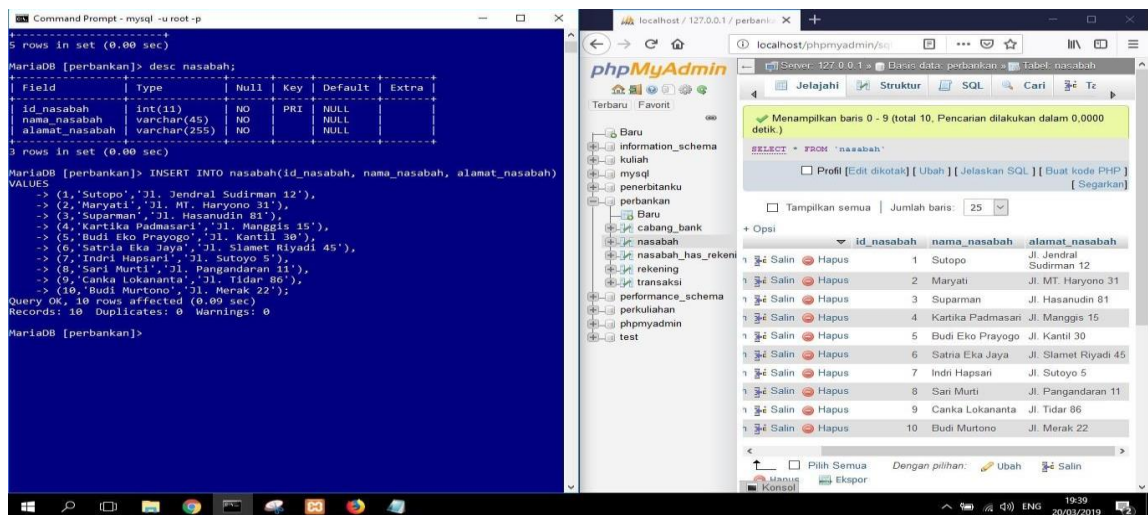 Command Prompt - mysql -u root -p
5 rows in set (0.00 sec)
MariaDB [perbankan]> desc nasabah;
| Field | Type | Null | Key | Default | Extra |
| id_nasabah | int(11) | NO | PRI | NULL | |
| nama_nasabah | varchar(45) | NO | | NULL | |
| alamat_nasabah | varchar(255) | NO | | NULL | |
3 rows in set (0.00 sec)
MariaDB [perbankan]> INSERT INTO nasabah(id_nasabah, nama_nasabah, alamat_nasabah)
VALUES
-> (1,'Sutopo','Jl. Jendral Sudirman 12'),
-> (2,'Maryati','Jl. MT. Haryono 31'),
-> (3,'Suparman','Jl. Hasanudin 81'),
-> (4,'Kartika Padmasari','Jl. Manggis 15'),
-> (5,'Budi Eko Prayogo','Jl. Kantil 30'),
-> (6,'Satria Eka Jaya','Jl. Slamet Riyadi 45'),
-> (7,'Indri Hapsari','Jl. Sutoyo 5'),
-> (8,'Sari Murti','Jl. Pangandaran 11'),
-> (9,'Canka Lokananta','Jl. Tidar 86'),
-> (10,'Budi Murtono','Jl. Merak 22');
Query OK, 10 rows affected (0.09 sec)
Records: 10 Duplicates: 0 Warnings: 0
MariaDB [perbankan]>
localhost / 127.0.0.1 / perbanka
localhost/phpmyadmin/sq
phpMyAdmin
Terbaru Favorit
Baru
information_schema
kuliah
mysql
penerbitanku
perbankan
Baru
cabang_bank
nasabah
nasabah_has_rekeni
rekening
transaksi
performance_schema
perkuliahan
phpmyadmin
test
Server: 127.0.0.1 » Basis data: perbankan » Tabel: nasabah
Jelajahi Struktur SQL Cari Ta
Menampilkan baris 0 - 9 (total 10, Pencarian dilakukan dalam 0,0000
detik.)
SELECT * FROM `nasabah`
Profil [Edit dikotak] [ Ubah ] [ Jelaskan SQL ] [ Buat kode PHP ]
[ Segarkan]
Tampilkan semua | Jumlah baris: 25
+ Opsi
id_nasabah nama_nasabah alamat_nasabah
Salin Hapus 1 Sutopo Jl. Jendral
Sudirman 12
Salin Hapus 2 Maryati Jl. MT. Haryono 31
Salin Hapus 3 Suparman Jl. Hasanudin 81
Salin Hapus 4 Kartika Padmasari Jl. Manggis 15
Salin Hapus 5 Budi Eko Prayogo Jl. Kantil 30
Salin Hapus 6 Satria Eka Jaya Jl. Slamet Riyadi 45
Salin Hapus 7 Indri Hapsari Jl. Sutoyo 5
Salin Hapus 8 Sari Murti Jl. Pangandaran 11
Salin Hapus 9 Canka Lokananta Jl. Tidar 86
Salin Hapus 10 Budi Murtono Jl. Merak 22
Pilih Semua Dengan pilihan: Ubah Salin
Hapus Ekspor
Konsol
ENG
19:39
20/03/2019